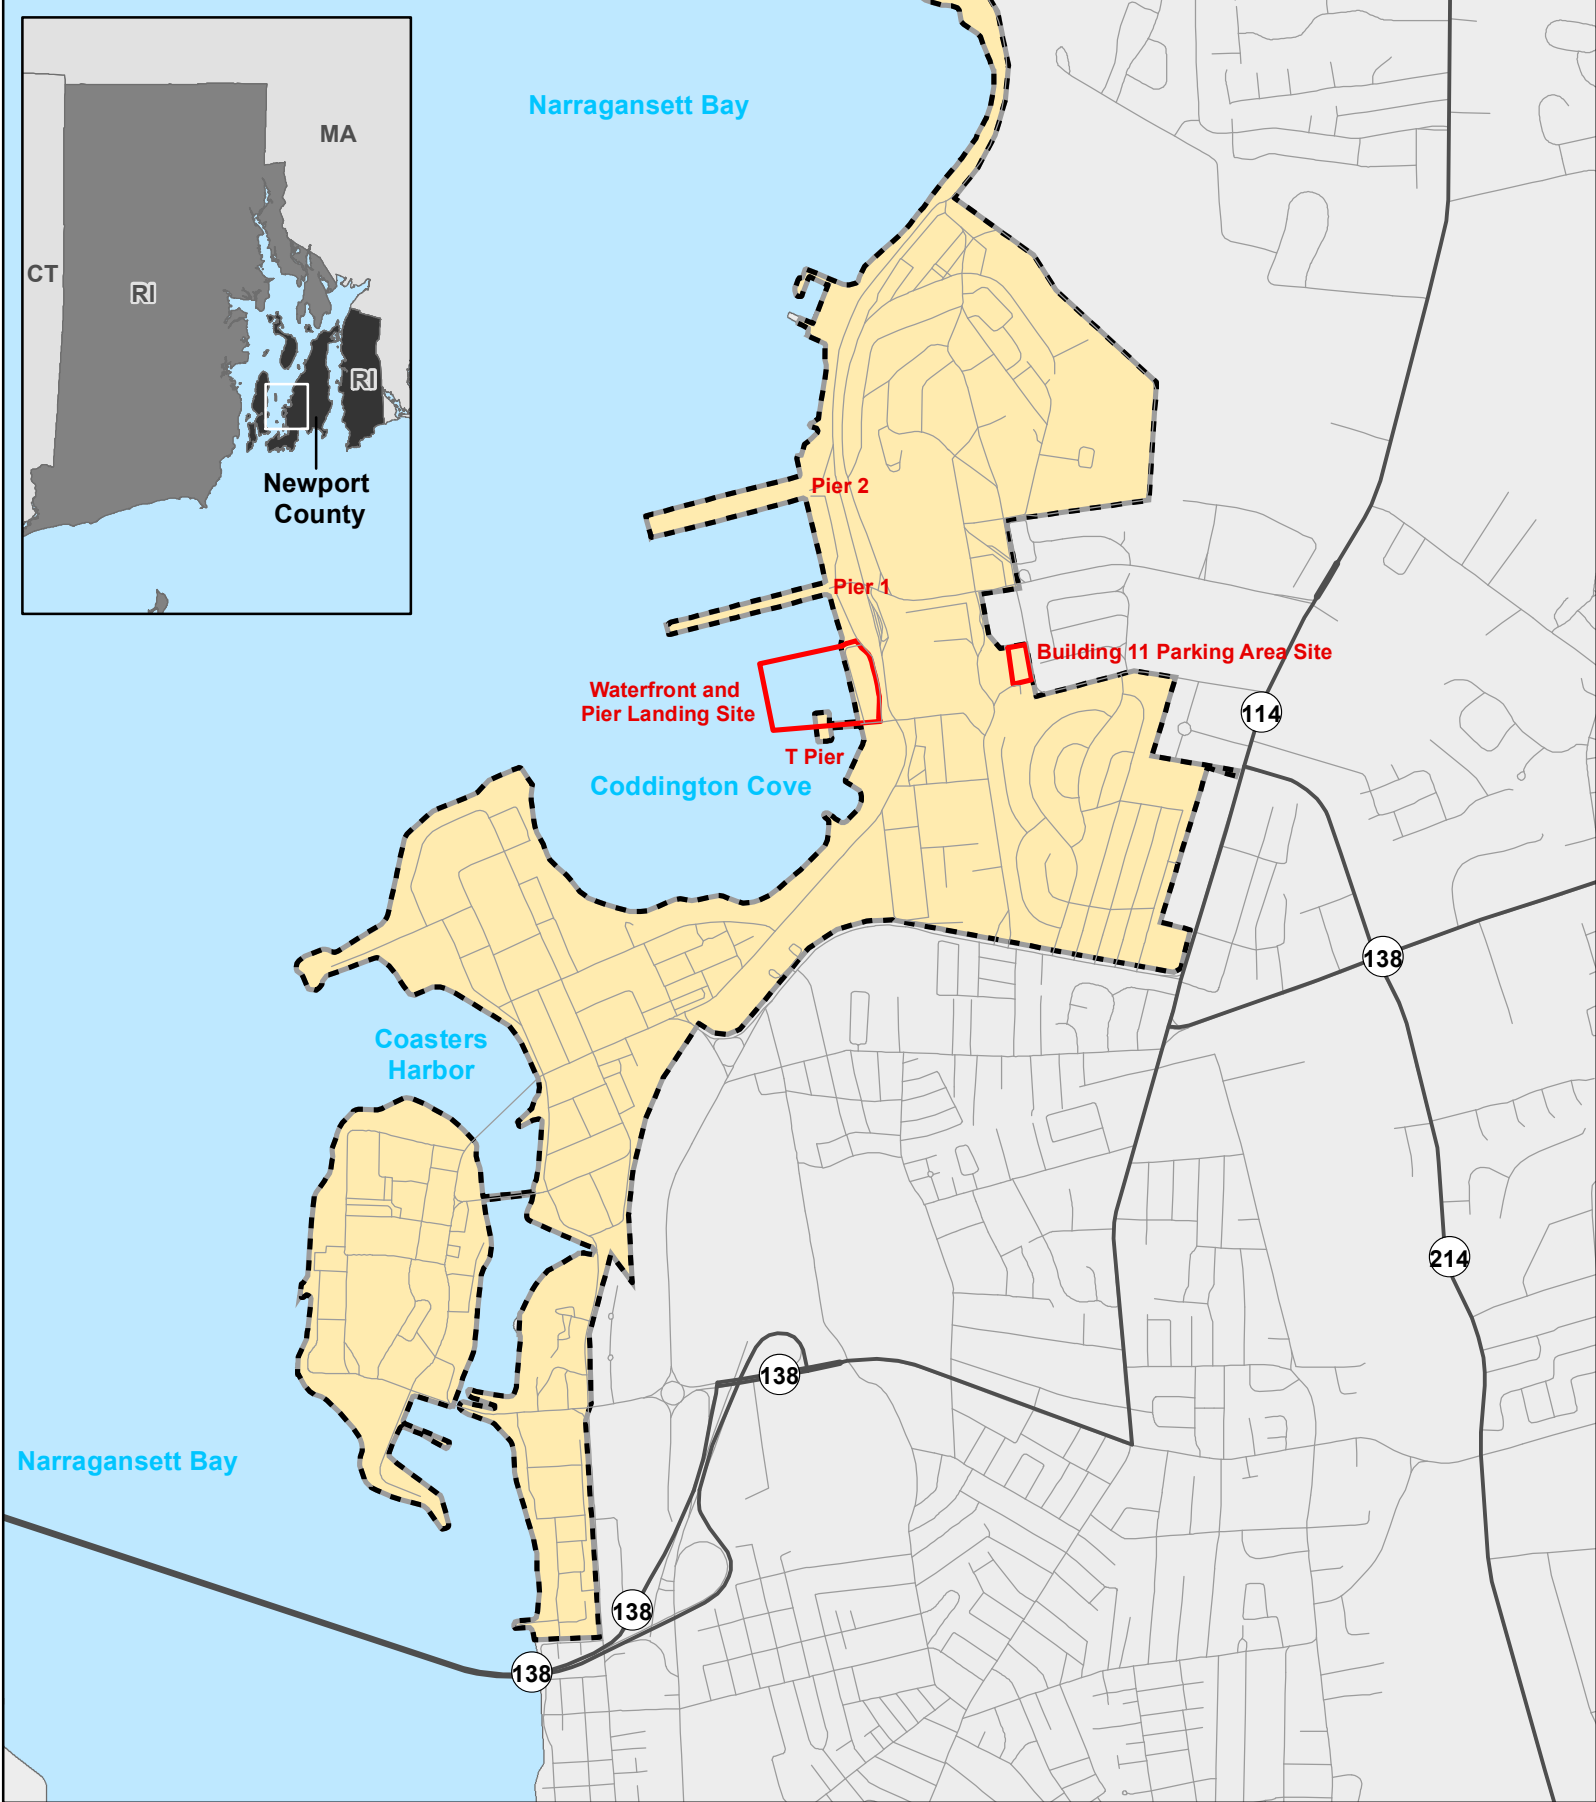 Narragansett Bay
MA
CT
RI
RI
Newport
County
Pier 2
Pier 1
Building 11 Parking Area Site
Waterfront and
Pier Landing Site
114
T Pier
Coddington Cove
138
Coasters
Harbor
214
138
Narragansett Bay
138
138